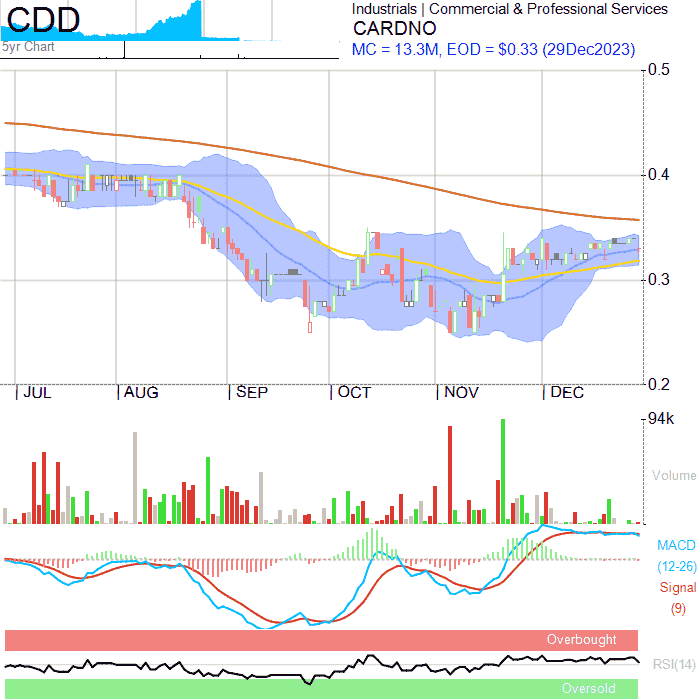 CDD
5yr Chart
Industrials | Commercial & Professional Services
CARDNO
MC = 13.3M, EOD = $0.33 (29Dec2023)
0.5
0.4
0.3
0.2
JUL AUG SEP OCT NOV DEC
94k
Volume
MACD
(12-26)
Signal
(9)
Overbought
RSI(14)
Oversold